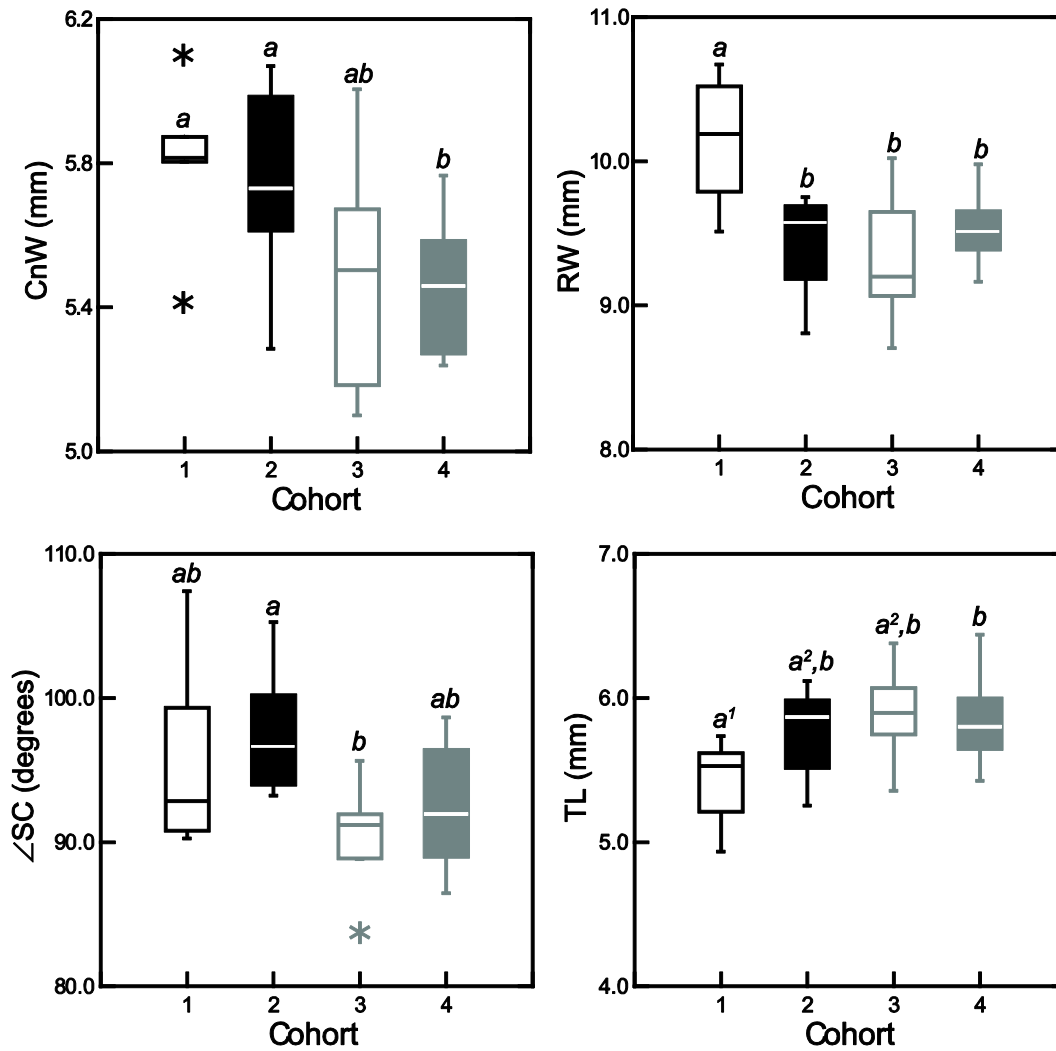 6.2
5.8
5.4
5.0
CnW (mm)
a
a
ab
b
1 2 3 4
Cohort
11.0
10.0
9.0
8.0
RW (mm)
a
b
b
b
1 2 3 4
Cohort
110.0
100.0
90.0
80.0
∠SC (degrees)
ab
a
b
ab
1 2 3 4
Cohort
7.0
6.0
5.0
4.0
TL (mm)
a¹
a²,b
a²,b
b
1 2 3 4
Cohort